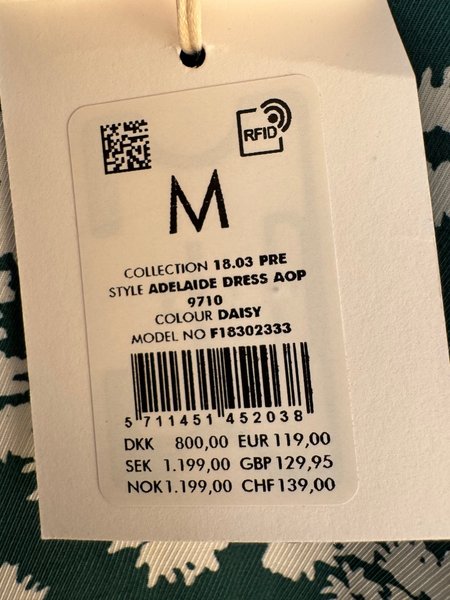 RFID
M
COLLECTION 18.03 PRE
STYLE ADELAIDE DRESS AOP
9710
COLOUR DAISY
MODEL NO F18302333
5 711451 452038
DKK 800,00 EUR 119,00
SEK 1.199,00 GBP 129,95
NOK 1.199,00 CHF 139,00